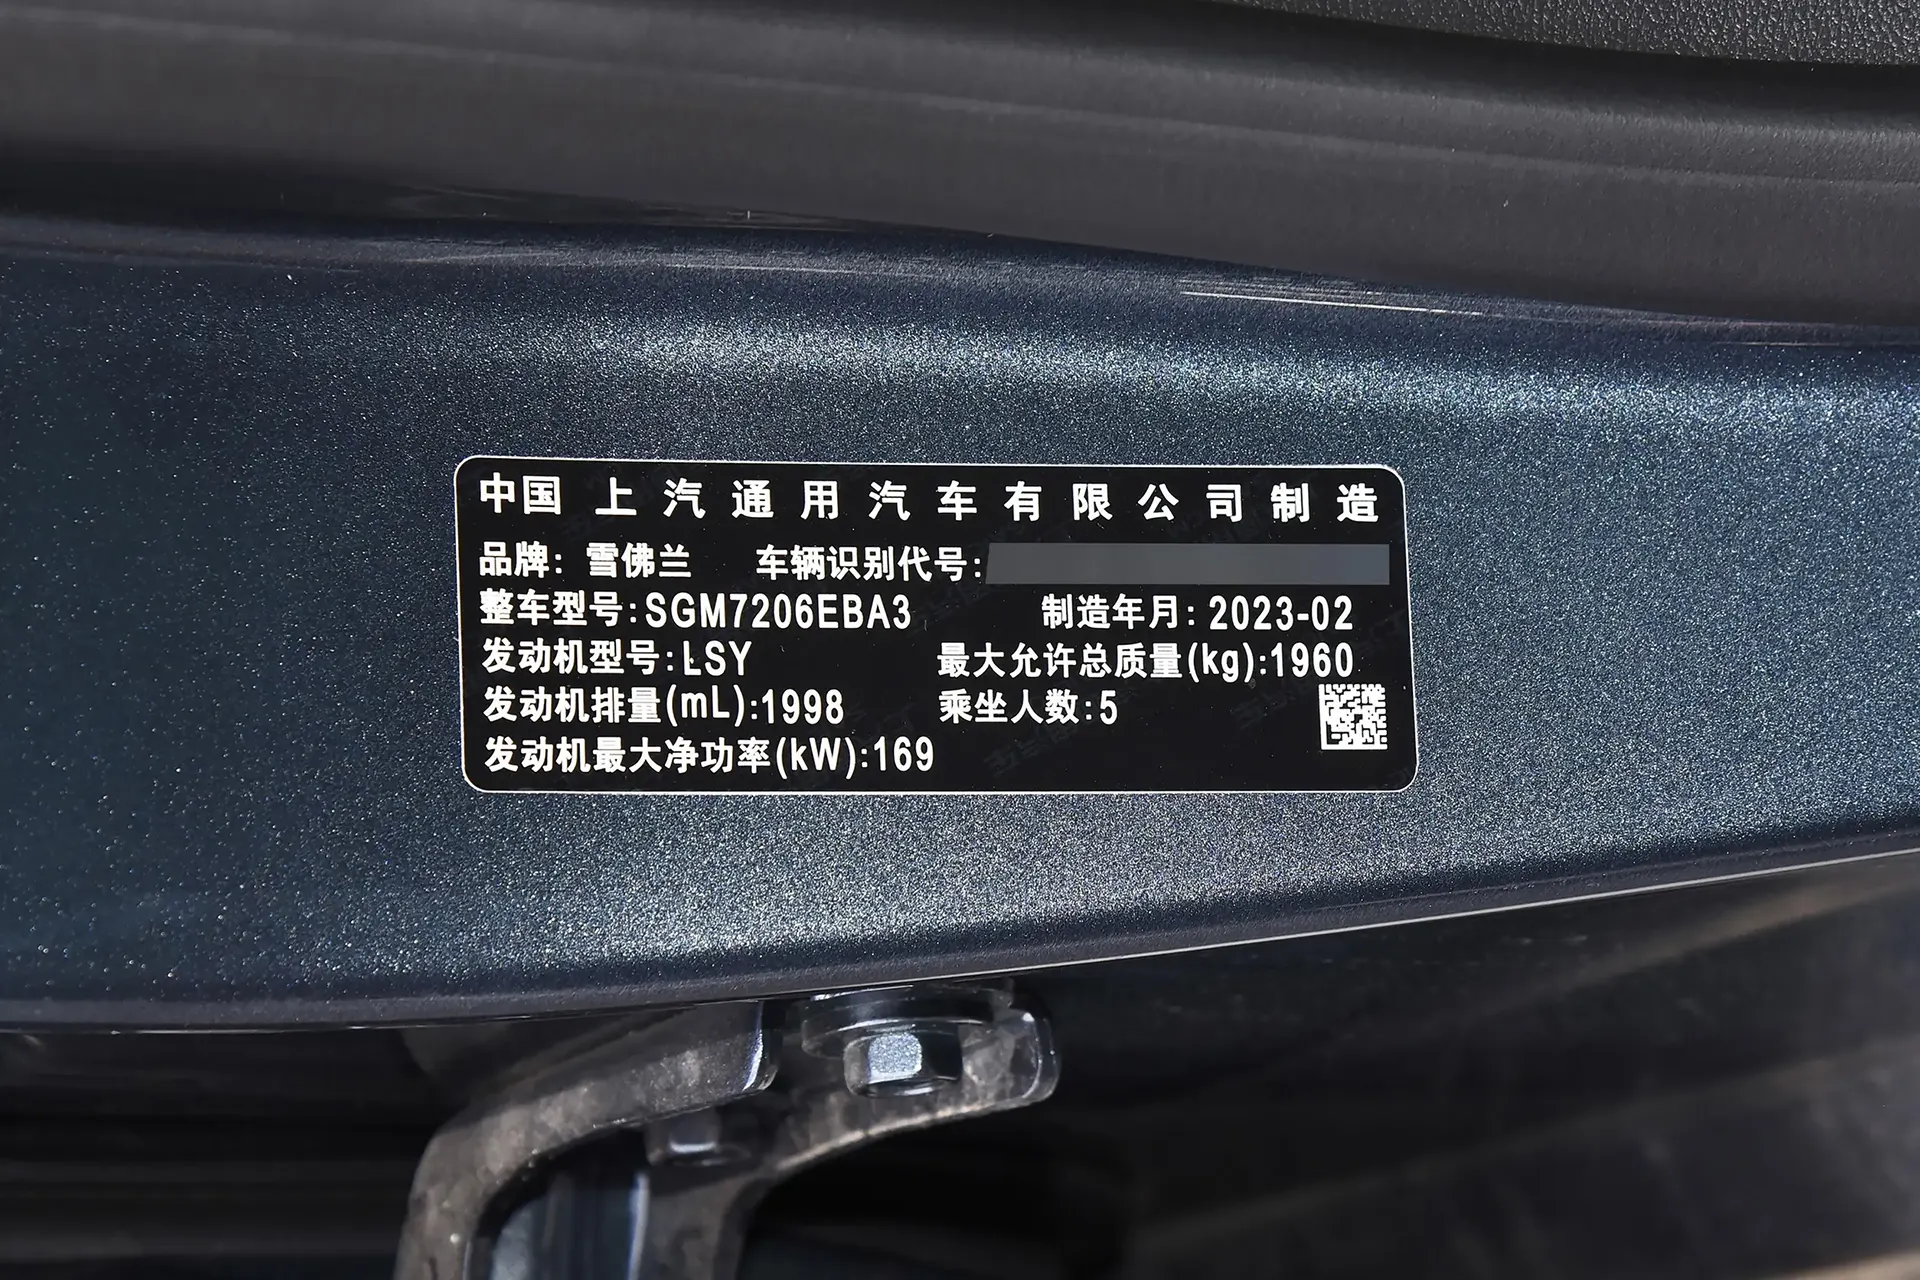 中国 上汽通用汽车有限公司制造
品牌: 雪佛兰 车辆识别代号:
整车型号:SGM7206EBA3 制造年月: 2023-02
发动机型号:LSY 最大允许总质量(kg):1960
发动机排量(mL):1998 乘坐人数:5
发动机最大净功率(kW):169